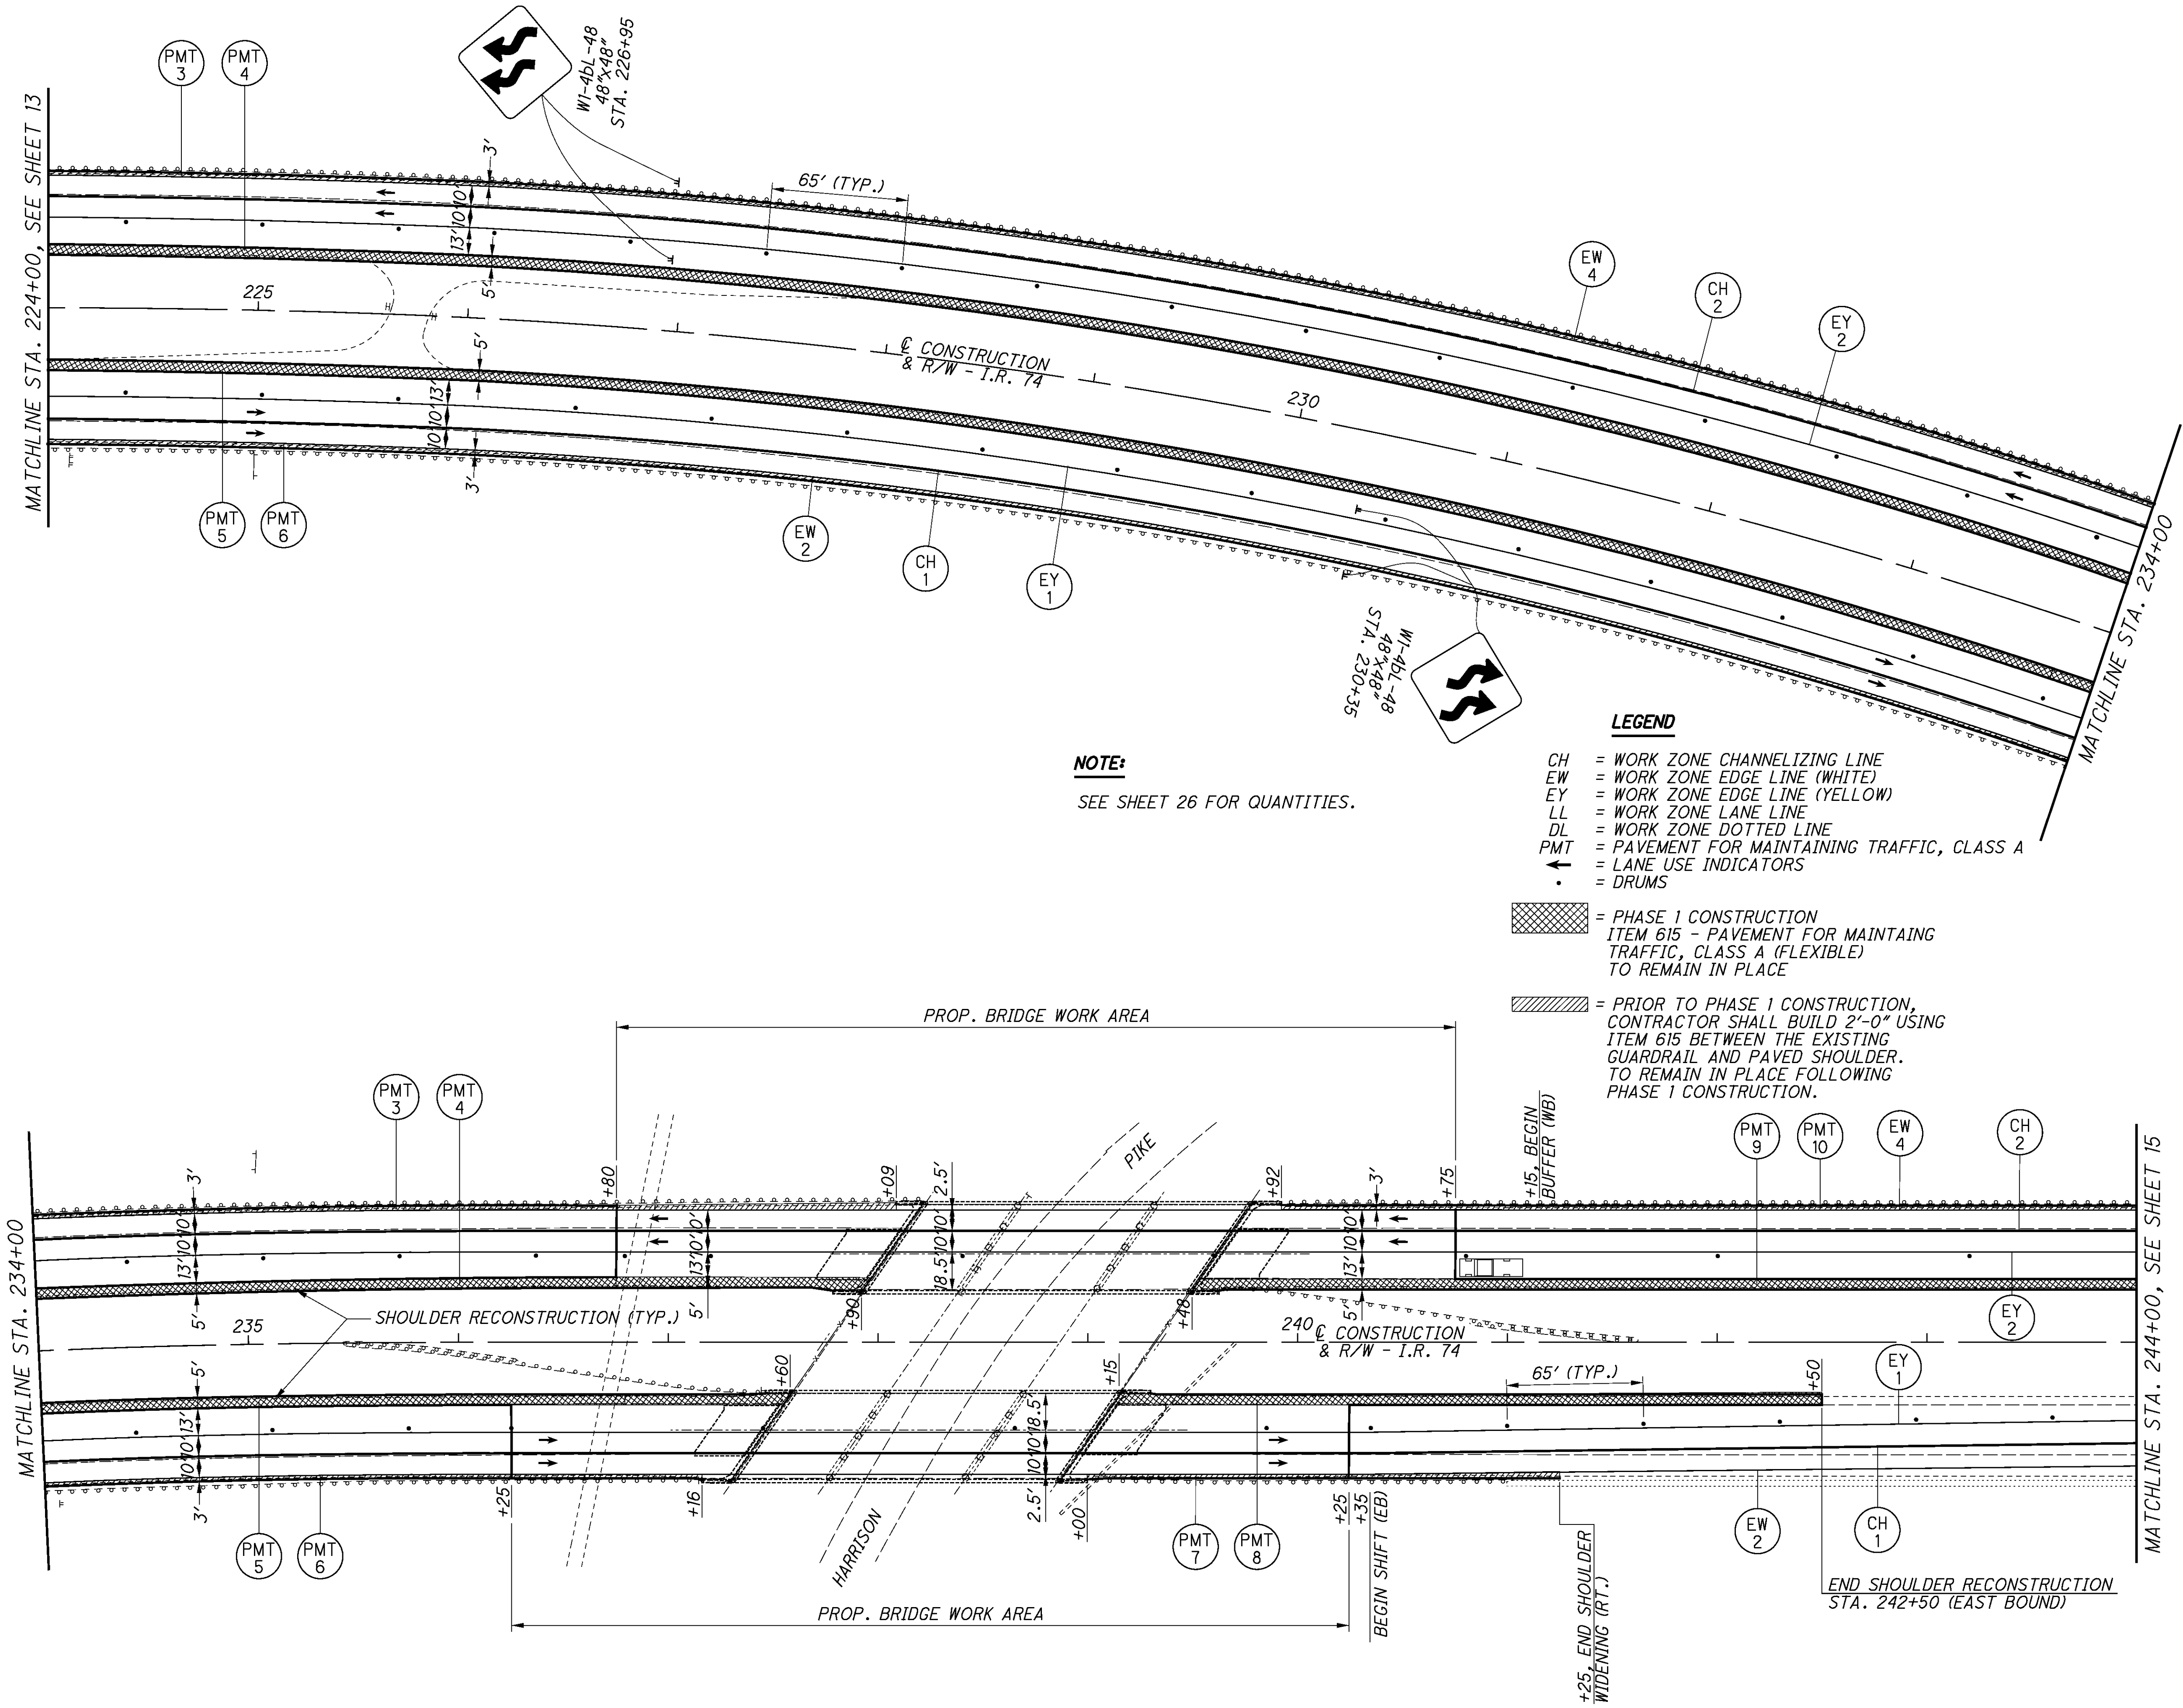 PMT
3
PMT
4
W1-4bL-48
48"x48"
STA. 226+95
MATCHLINE STA. 224+00, SEE SHEET 13
3'
65' (TYP.)
10'
10'
13'
5'
EW
4
CH
2
EY
2
225
5'
℄ CONSTRUCTION
& R/W - I.R. 74
230
13'
10'
10'
3'
PMT
5
PMT
6
EW
2
CH
1
EY
1
W1-4bL-48
48"x48"
STA. 230+35
MATCHLINE STA. 234+00
NOTE:
SEE SHEET 26 FOR QUANTITIES.
LEGEND
CH = WORK ZONE CHANNELIZING LINE
EW = WORK ZONE EDGE LINE (WHITE)
EY = WORK ZONE EDGE LINE (YELLOW)
LL = WORK ZONE LANE LINE
DL = WORK ZONE DOTTED LINE
PMT = PAVEMENT FOR MAINTAINING TRAFFIC, CLASS A
= LANE USE INDICATORS
= DRUMS
= PHASE 1 CONSTRUCTION
ITEM 615 - PAVEMENT FOR MAINTAING
TRAFFIC, CLASS A (FLEXIBLE)
TO REMAIN IN PLACE
= PRIOR TO PHASE 1 CONSTRUCTION,
CONTRACTOR SHALL BUILD 2'-0" USING
ITEM 615 BETWEEN THE EXISTING
GUARDRAIL AND PAVED SHOULDER.
TO REMAIN IN PLACE FOLLOWING
PHASE 1 CONSTRUCTION.
PROP. BRIDGE WORK AREA
PMT
3
PMT
4
PIKE
+15, BEGIN
BUFFER (WB)
PMT
9
PMT
10
EW
4
CH
2
MATCHLINE STA. 234+00
3'
+80
+09
2.5'
+92
3'
+75
10'
10'
13'
5'
10'
10'
13'
5'
10'
10'
18.5'
10'
10'
13'
5'
+90
+48
SHOULDER RECONSTRUCTION (TYP.)
235
240
℄ CONSTRUCTION
& R/W - I.R. 74
EY
2
EY
1
MATCHLINE STA. 244+00, SEE SHEET 15
5'
+60
+15
65' (TYP.)
+50
13'
10'
10'
3'
18.5'
10'
10'
2.5'
+25
+16
+00
+25
+35
BEGIN SHIFT (EB)
HARRISON
PMT
5
PMT
6
PMT
7
PMT
8
EW
2
CH
1
PROP. BRIDGE WORK AREA
+25, END SHOULDER
WIDENING (RT.)
END SHOULDER RECONSTRUCTION
STA. 242+50 (EAST BOUND)